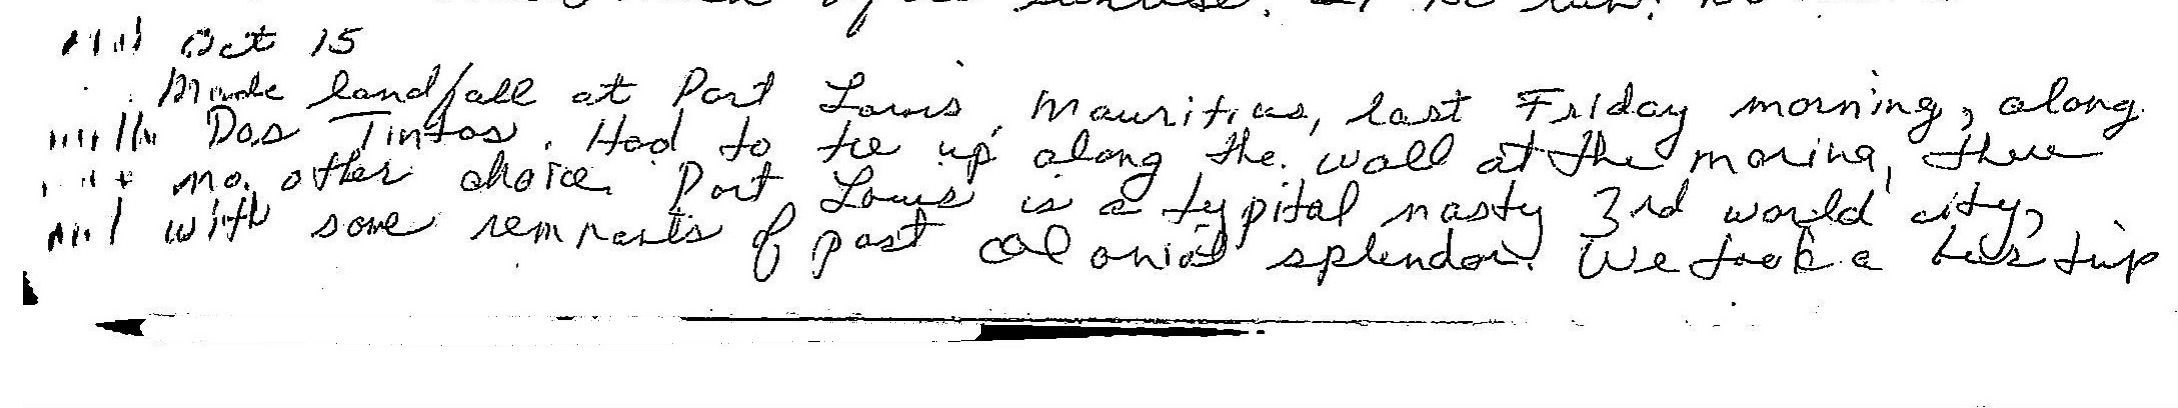 Oct 15
Made landfall at Port Louis, Mauritius, last Friday morning, along
Dos Tintos. Had to tie up along the wall at the marina, there
no other choice. Port Louis is a typital nasty 3rd world city,
with some remnants of past colonial splendor. We took a bus trip